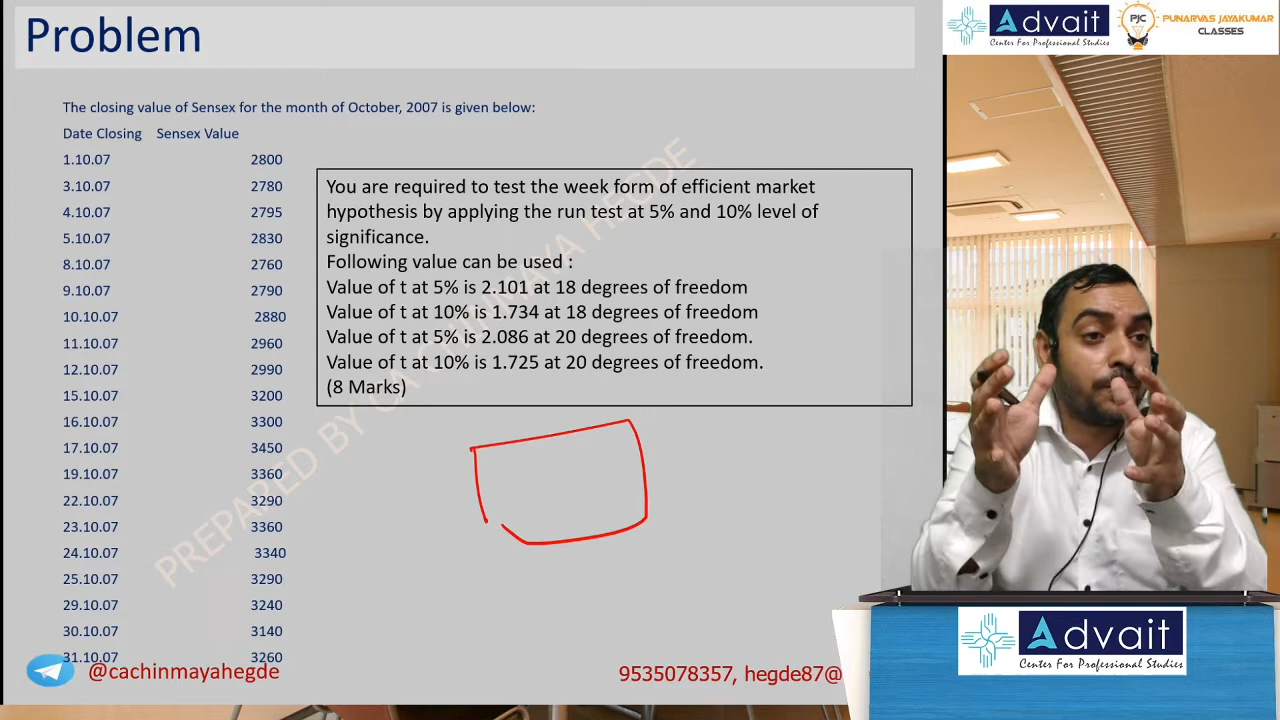 Problem
Advait
Center For Professional Studies
PJC
PUNARVAS JAYAKUMAR
CLASSES
The closing value of Sensex for the month of October, 2007 is given below:
Date Closing Sensex Value
1.10.07 2800
3.10.07 2780
4.10.07 2795
5.10.07 2830
8.10.07 2760
9.10.07 2790
10.10.07 2880
11.10.07 2960
12.10.07 2990
15.10.07 3200
16.10.07 3300
17.10.07 3450
19.10.07 3360
22.10.07 3290
23.10.07 3360
24.10.07 3340
25.10.07 3290
29.10.07 3240
30.10.07 3140
31.10.07 3260
You are required to test the week form of efficient market
hypothesis by applying the run test at 5% and 10% level of
significance.
Following value can be used :
Value of t at 5% is 2.101 at 18 degrees of freedom
Value of t at 10% is 1.734 at 18 degrees of freedom
Value of t at 5% is 2.086 at 20 degrees of freedom.
Value of t at 10% is 1.725 at 20 degrees of freedom.
(8 Marks)
PREPARED BY CA CHINMAYA HEGDE
@cachinmayahegde
9535078357, hegde87@
Advait
Center For Professional Studies